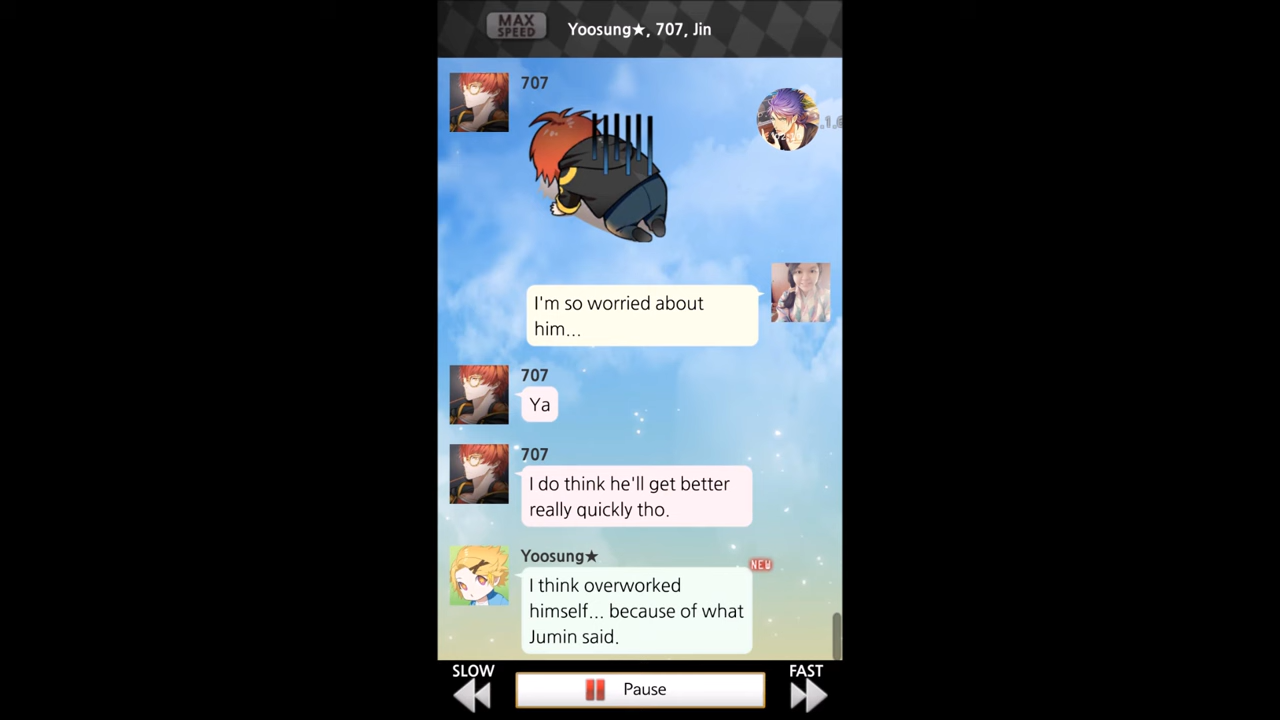 MAX
SPEED
Yoosung★, 707, Jin
707
I'm so worried about
him...
707
Ya
707
I do think he'll get better
really quickly tho.
Yoosung★
NEW
I think overworked
himself... because of what
Jumin said.
SLOW
Pause
FAST